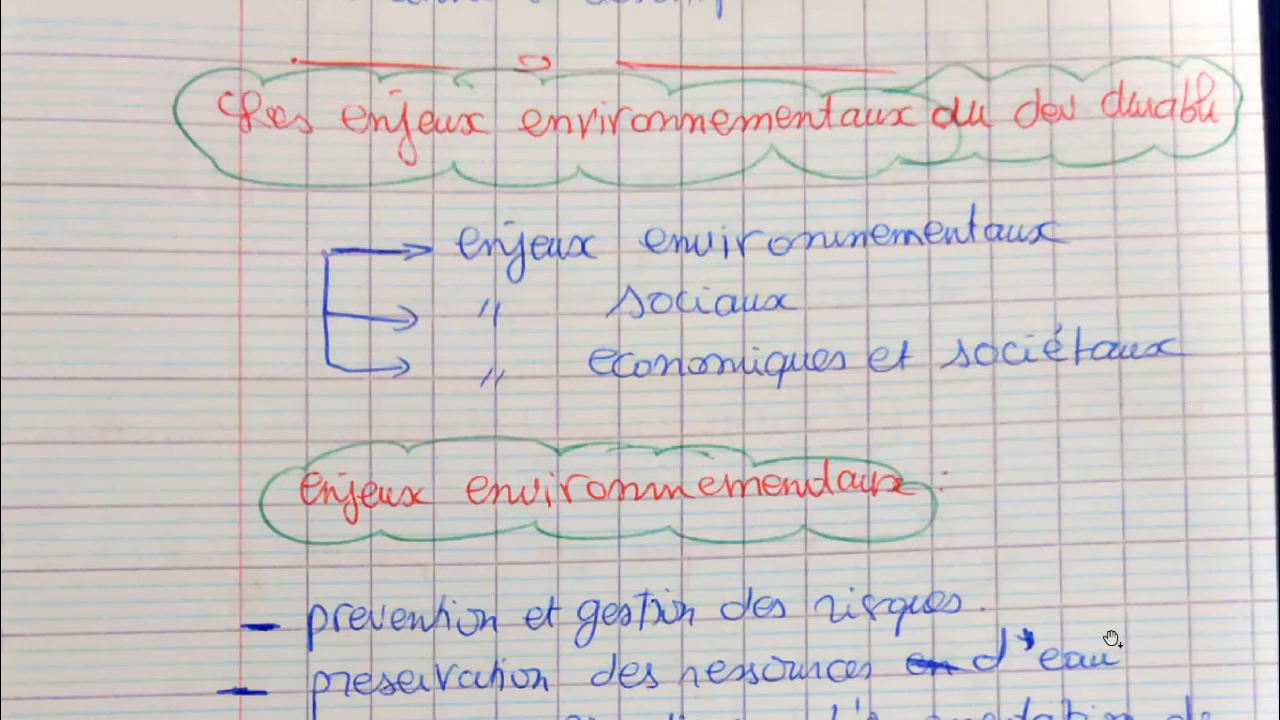 Les enjeux environnementaux du dev durable
enjeux environnementaux
" sociaux
" economiques et sociétaux
enjeux environnementaux :
- prevention et gestion des risques.
- preservation des ressources d'eau